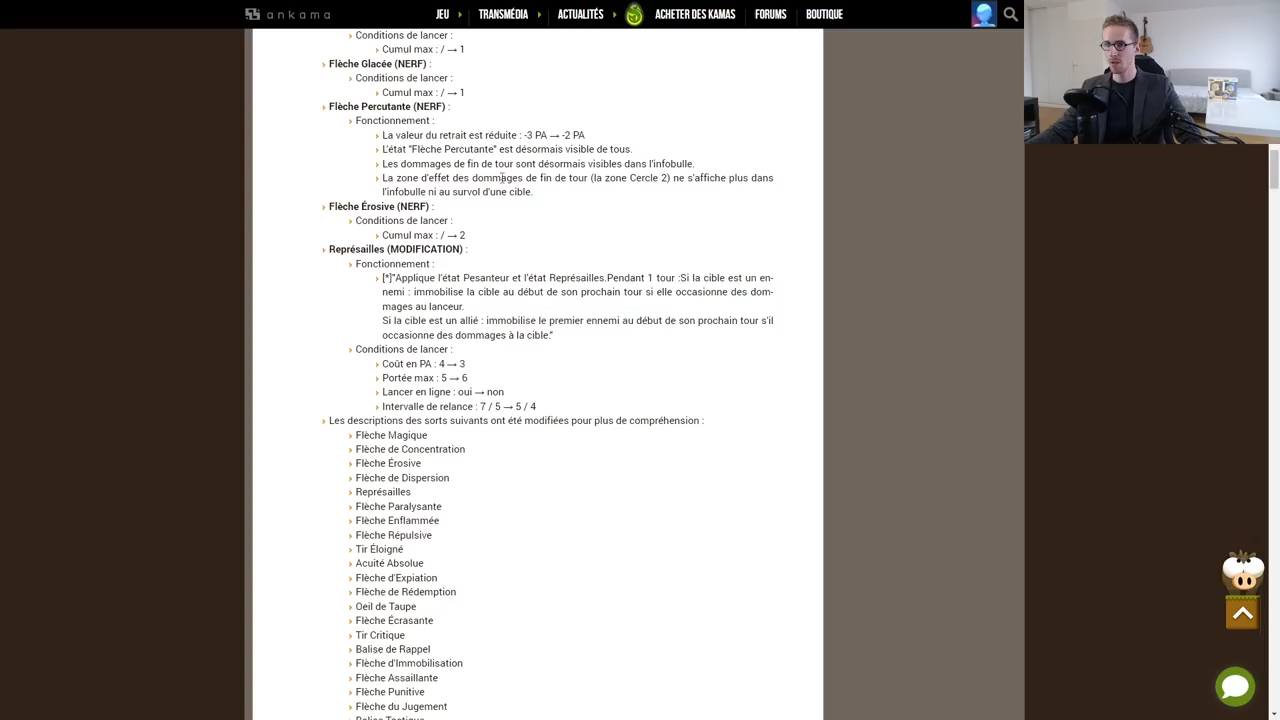 ankama
JEU
TRANSMÉDIA
ACTUALITÉS
ACHETER DES KAMAS
FORUMS
BOUTIQUE
Conditions de lancer :
Cumul max : / → 1
Flèche Glacée (NERF) :
Conditions de lancer :
Cumul max : / → 1
Flèche Percutante (NERF) :
Fonctionnement :
La valeur du retrait est réduite : -3 PA → -2 PA
L'état "Flèche Percutante" est désormais visible de tous.
Les dommages de fin de tour sont désormais visibles dans l'infobulle.
La zone d'effet des dommages de fin de tour (la zone Cercle 2) ne s'affiche plus dans
l'infobulle ni au survol d'une cible.
Flèche Érosive (NERF) :
Conditions de lancer :
Cumul max : / → 2
Représailles (MODIFICATION) :
Fonctionnement :
[*]"Applique l'état Pesanteur et l'état Représailles.Pendant 1 tour :Si la cible est un en-
nemi : immobilise la cible au début de son prochain tour si elle occasionne des dom-
mages au lanceur.
Si la cible est un allié : immobilise le premier ennemi au début de son prochain tour s'il
occasionne des dommages à la cible."
Conditions de lancer :
Coût en PA : 4 → 3
Portée max : 5 → 6
Lancer en ligne : oui → non
Intervalle de relance : 7 / 5 → 5 / 4
Les descriptions des sorts suivants ont été modifiées pour plus de compréhension :
Flèche Magique
Flèche de Concentration
Flèche Érosive
Flèche de Dispersion
Représailles
Flèche Paralysante
Flèche Enflammée
Flèche Répulsive
Tir Éloigné
Acuité Absolue
Flèche d'Expiation
Flèche de Rédemption
Oeil de Taupe
Flèche Écrasante
Tir Critique
Balise de Rappel
Flèche d'Immobilisation
Flèche Assaillante
Flèche Punitive
Flèche du Jugement
Balise Tactique